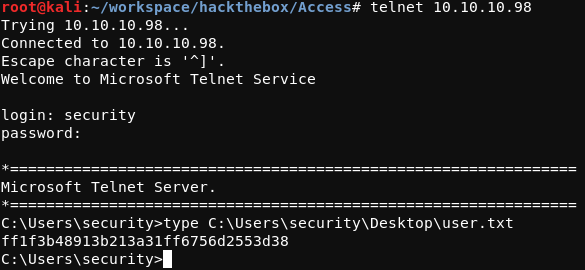 root@kali:~/workspace/hackthebox/Access# telnet 10.10.10.98
Trying 10.10.10.98...
Connected to 10.10.10.98.
Escape character is '^]'.
Welcome to Microsoft Telnet Service
login: security
password:
*===============================================================
Microsoft Telnet Server.
*===============================================================
C:\Users\security>type C:\Users\security\Desktop\user.txt
ff1f3b48913b213a31ff6756d2553d38
C:\Users\security>